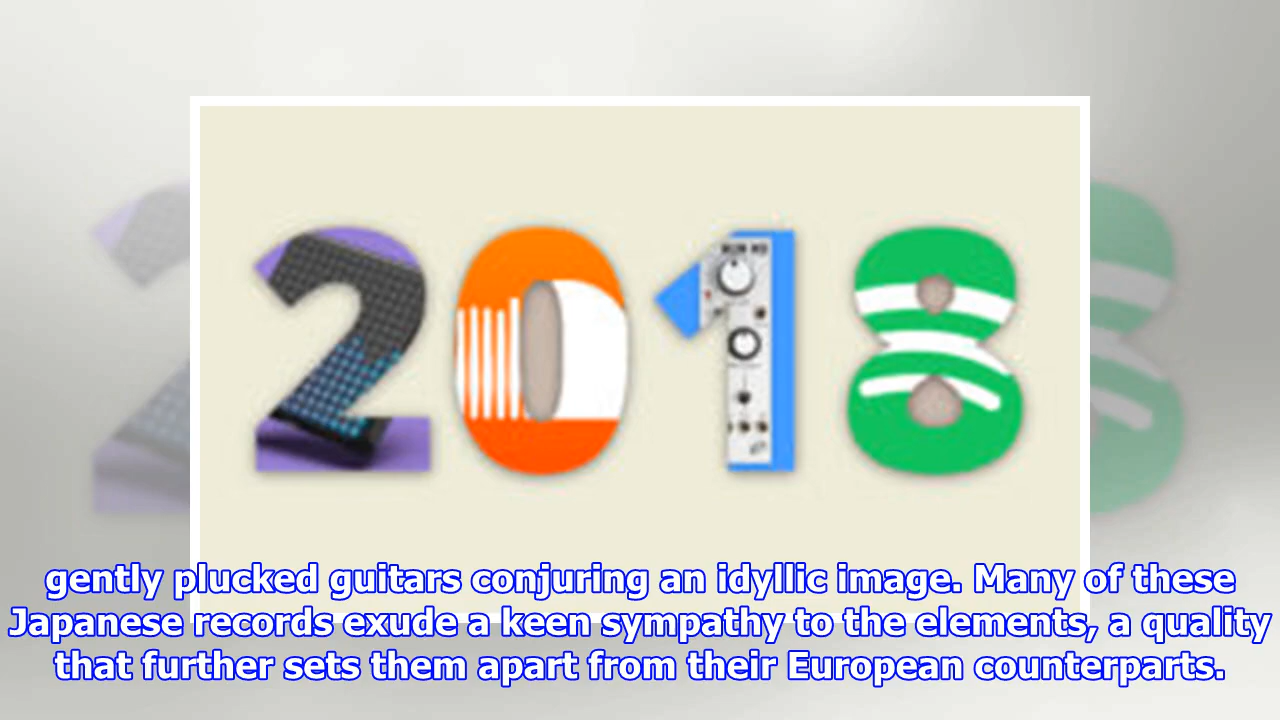 2018
gently plucked guitars conjuring an idyllic image. Many of these
Japanese records exude a keen sympathy to the elements, a quality
that further sets them apart from their European counterparts.